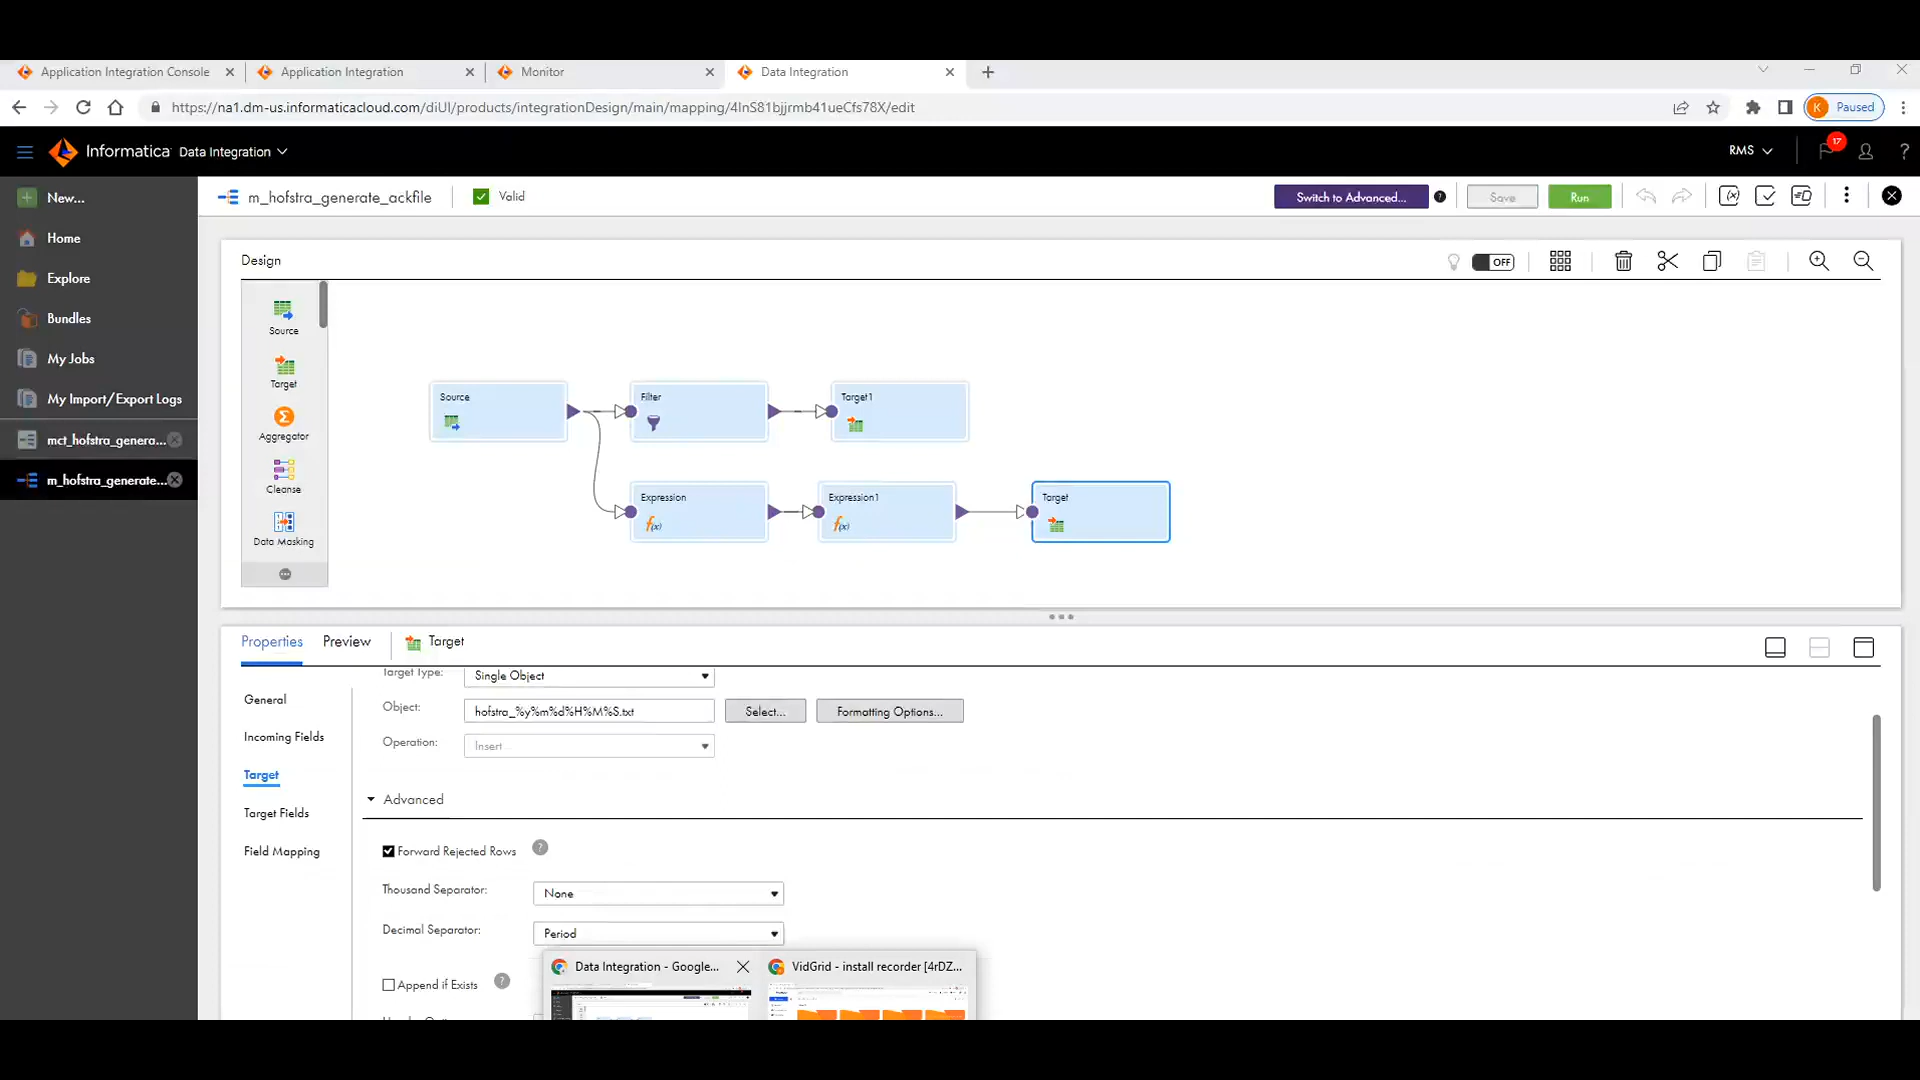 Application Integration Console
Application Integration
Monitor
Data Integration
https://na1.dm-us.informaticacloud.com/diUI/products/integrationDesign/main/mapping/4InS81bjjrmb41ueCfs78X/edit
K Paused
Informatica Data Integration
RMS
17
?
New...
Home
Explore
Bundles
My Jobs
My Import/Export Logs
mct_hofstra_genera...
m_hofstra_generate...
m_hofstra_generate_ackfile
Valid
Switch to Advanced...
?
Save
Run
Design
OFF
Source
Target
Aggregator
Cleanse
Data Masking
Source
Filter
Target1
Expression
f(x)
Expression1
f(x)
Target
Properties
Preview
Target
General
Incoming Fields
Target
Target Fields
Field Mapping
Target Type:
Single Object
Object:
hofstra_%y%m%d%H%M%S.txt
Select...
Formatting Options...
Operation:
Insert
Advanced
Forward Rejected Rows
?
Thousand Separator:
None
Decimal Separator:
Period
Append if Exists
?
Data Integration - Google...
VidGrid - install recorder [4rDZ...